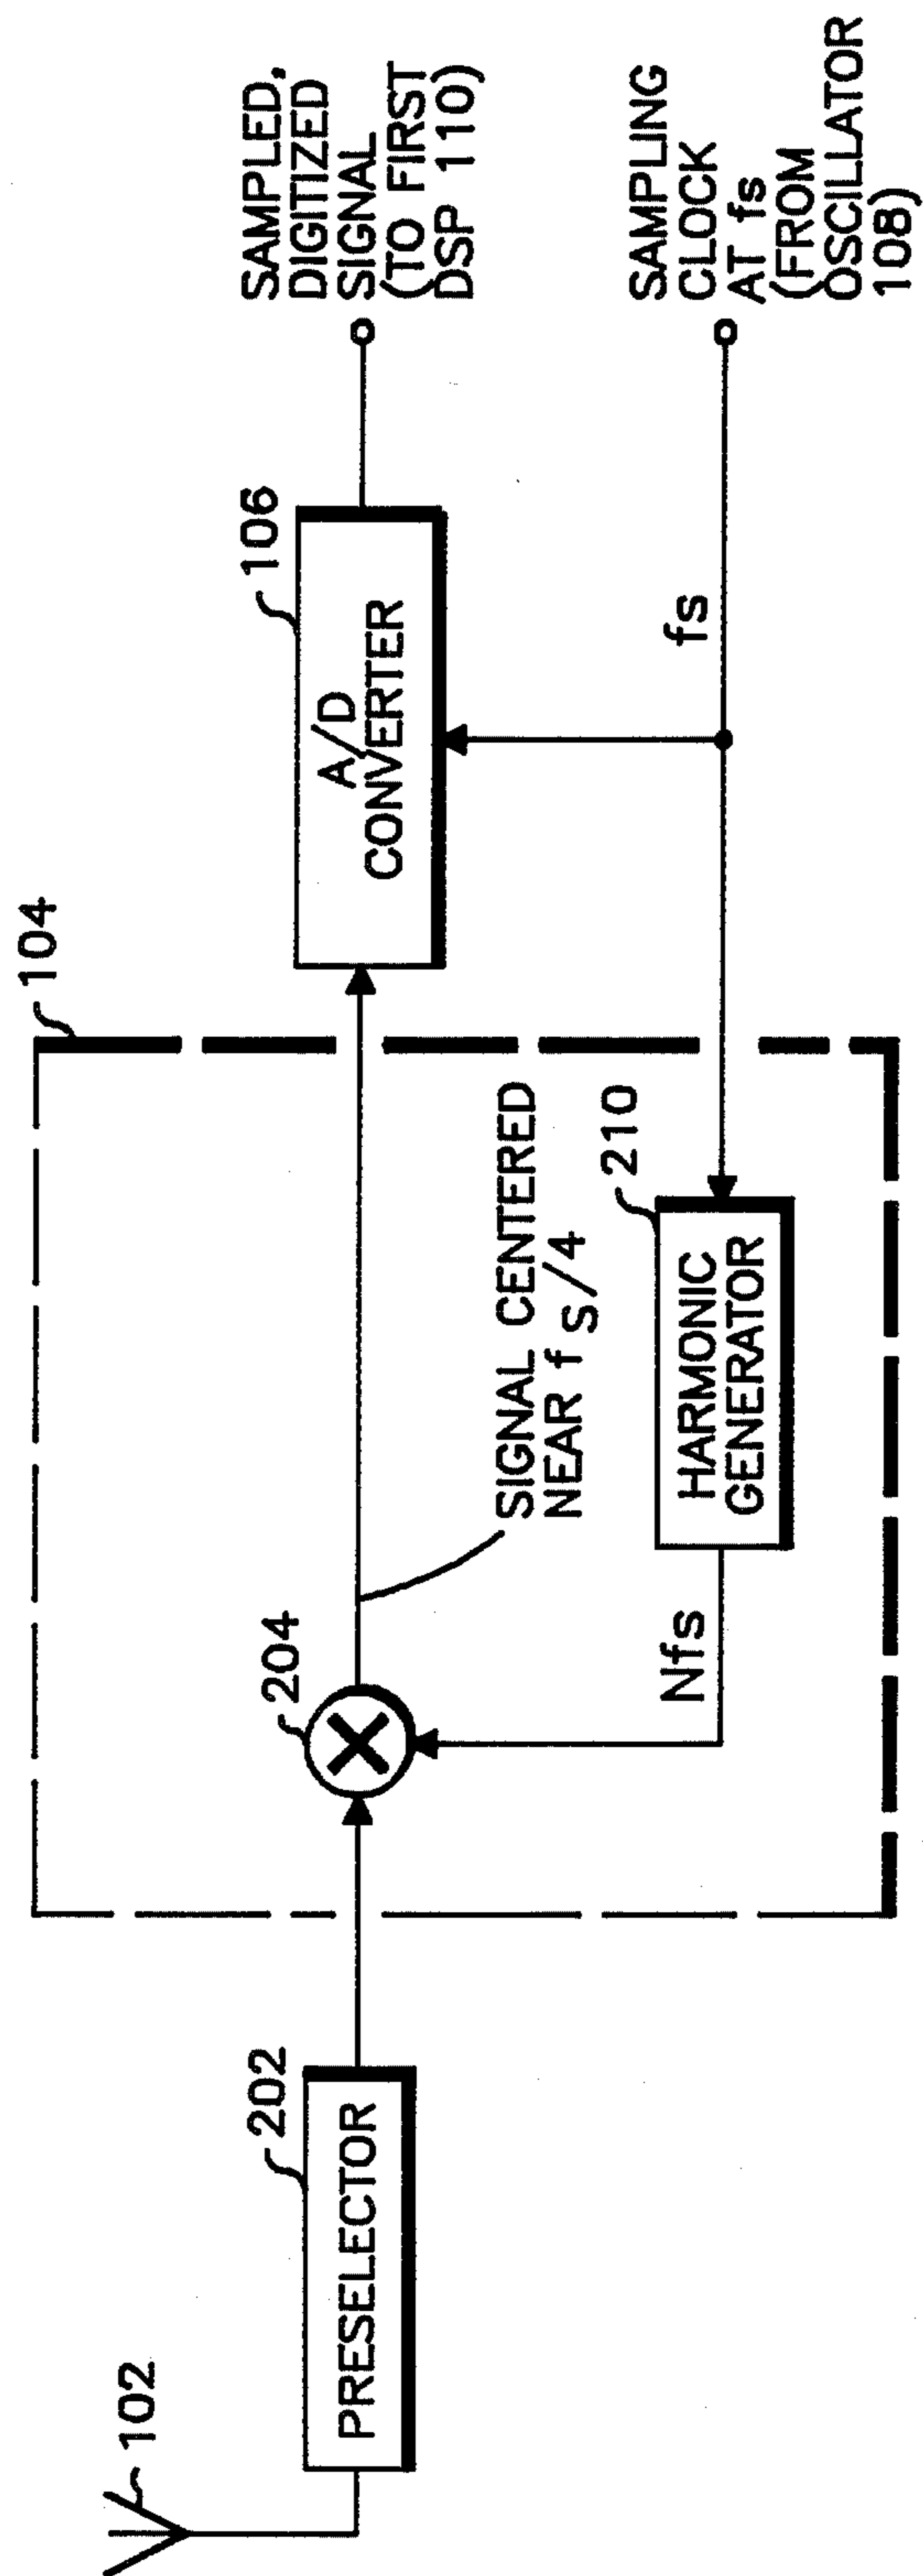 102
202
PRESELECTOR
104
204
SIGNAL CENTERED
NEAR f s/4
Nfs
210
HARMONIC
GENERATOR
106
A/D
CONVERTER
fs
SAMPLED,
DIGITIZED
SIGNAL
(TO FIRST
DSP 110)
SAMPLING
CLOCK
AT fs
(FROM
OSCILLATOR
108)